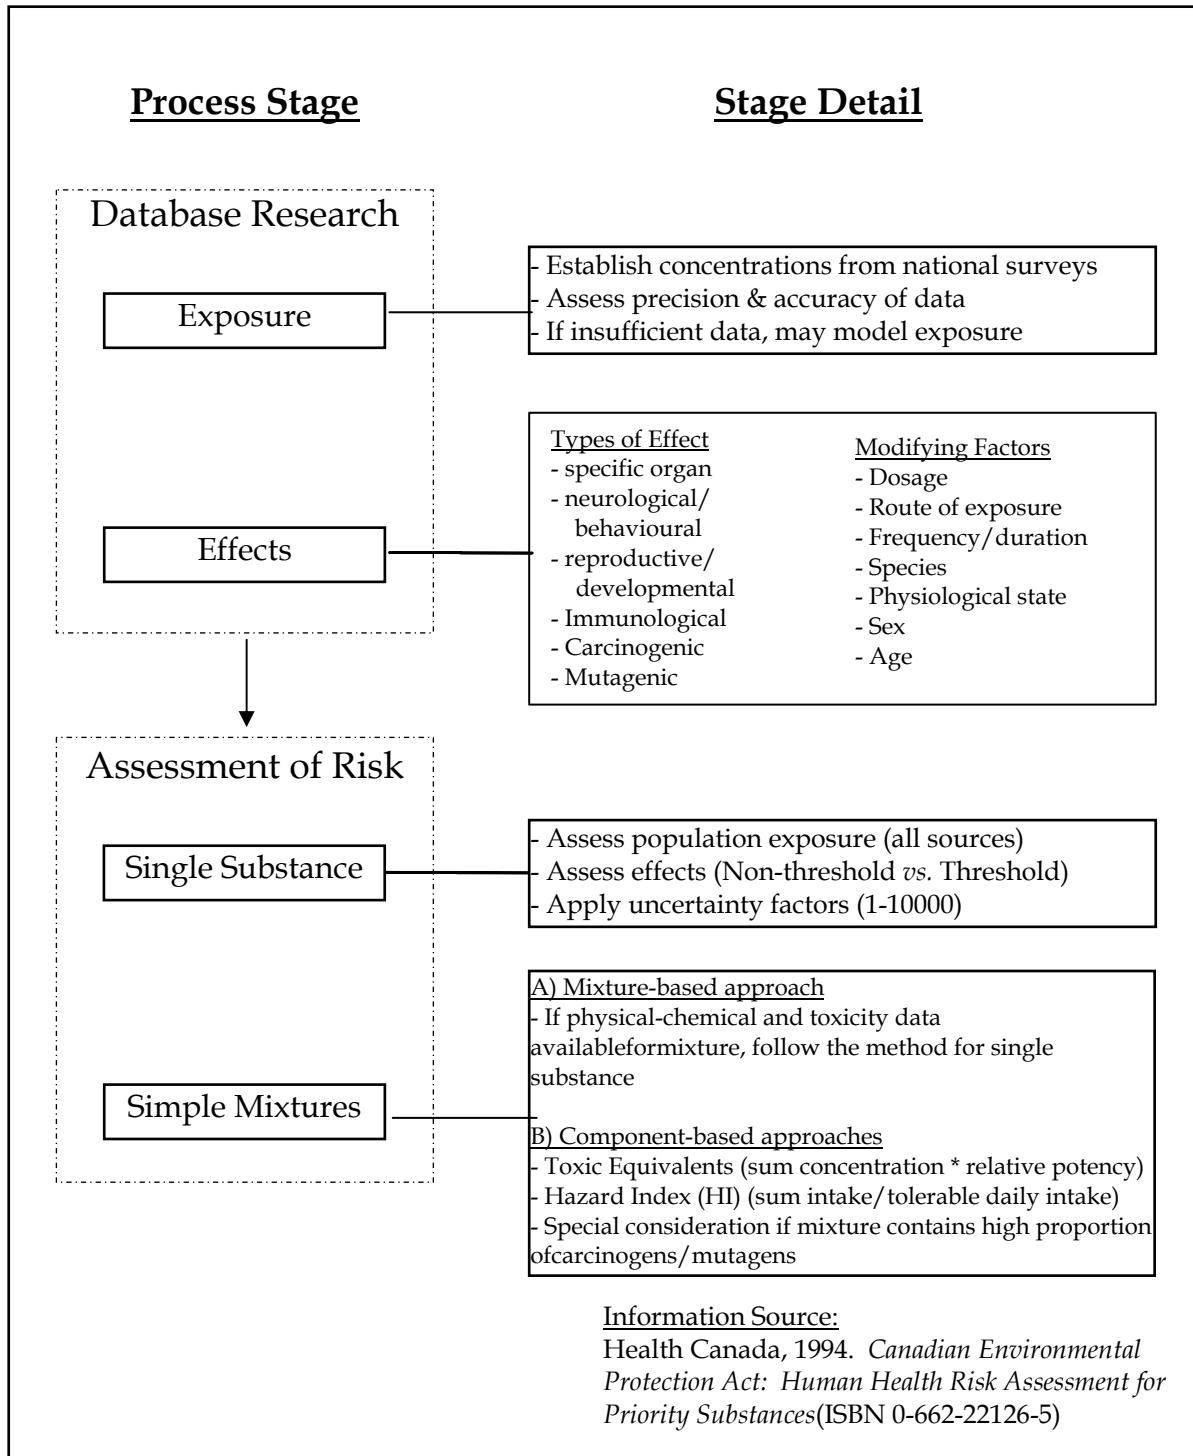 Process Stage
Stage Detail
Database Research
Exposure
- Establish concentrations from national surveys
- Assess precision & accuracy of data
- If insufficient data, may model exposure
Effects
Types of Effect
- specific organ
- neurological/
behavioural
- reproductive/
developmental
- Immunological
- Carcinogenic
- Mutagenic
Modifying Factors
- Dosage
- Route of exposure
- Frequency/duration
- Species
- Physiological state
- Sex
- Age
Assessment of Risk
Single Substance
- Assess population exposure (all sources)
- Assess effects (Non-threshold vs. Threshold)
- Apply uncertainty factors (1-10000)
Simple Mixtures
A) Mixture-based approach
- If physical-chemical and toxicity data
availableformixture, follow the method for single
substance
B) Component-based approaches
- Toxic Equivalents (sum concentration * relative potency)
- Hazard Index (HI) (sum intake/tolerable daily intake)
- Special consideration if mixture contains high proportion
ofcarcinogens/mutagens
Information Source:
Health Canada, 1994. Canadian Environmental
Protection Act: Human Health Risk Assessment for
Priority Substances(ISBN 0-662-22126-5)